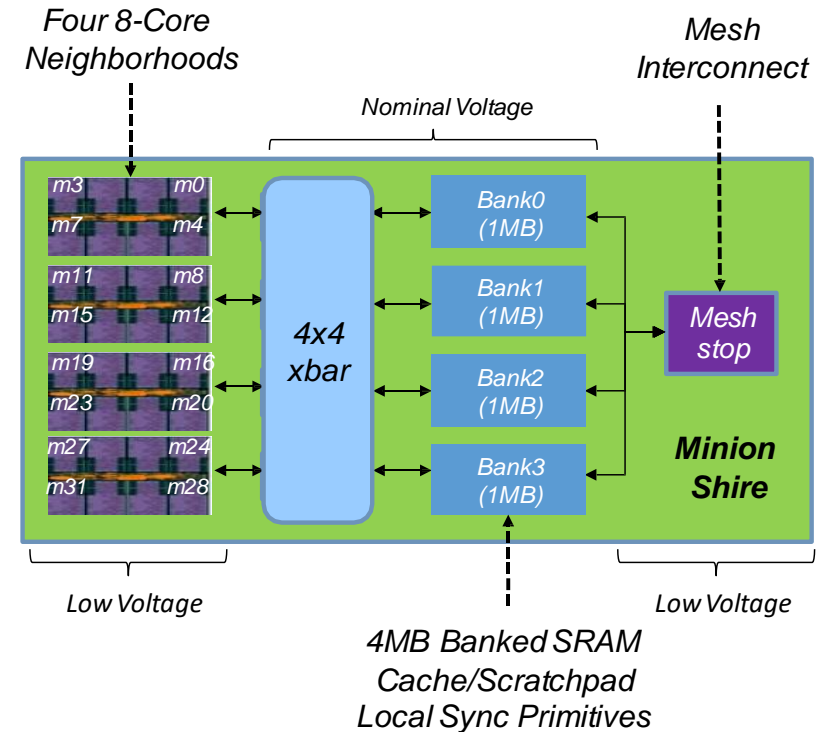 Four 8-Core
Neighborhoods
Mesh
Interconnect
Nominal Voltage
m3 m0
m7 m4
m11 m8
m15 m12
m19 m16
m23 m20
m27 m24
m31 m28
4x4
xbar
Bank0
(1MB)
Bank1
(1MB)
Bank2
(1MB)
Bank3
(1MB)
Mesh
stop
Minion
Shire
Low Voltage
Low Voltage
4MB Banked SRAM
Cache/Scratchpad
Local Sync Primitives